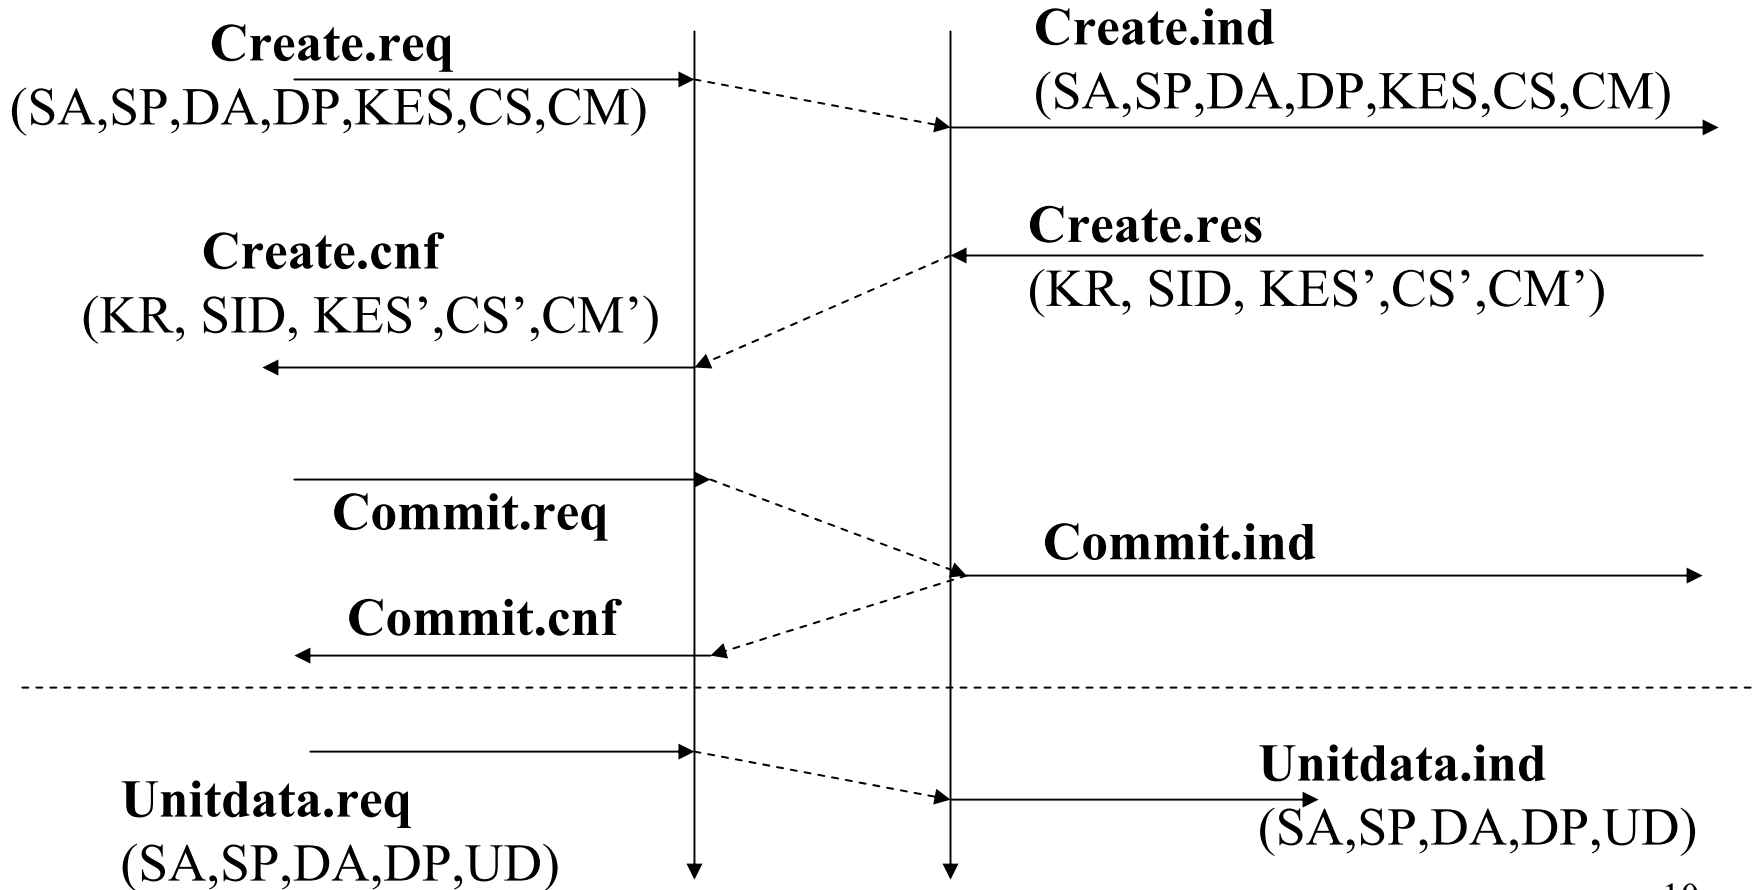 Create.req
(SA,SP,DA,DP,KES,CS,CM)
Create.ind
(SA,SP,DA,DP,KES,CS,CM)
Create.res
(KR, SID, KES’,CS’,CM’)
Create.cnf
(KR, SID, KES’,CS’,CM’)
Commit.req
Commit.ind
Commit.cnf
Unitdata.req
(SA,SP,DA,DP,UD)
Unitdata.ind
(SA,SP,DA,DP,UD)